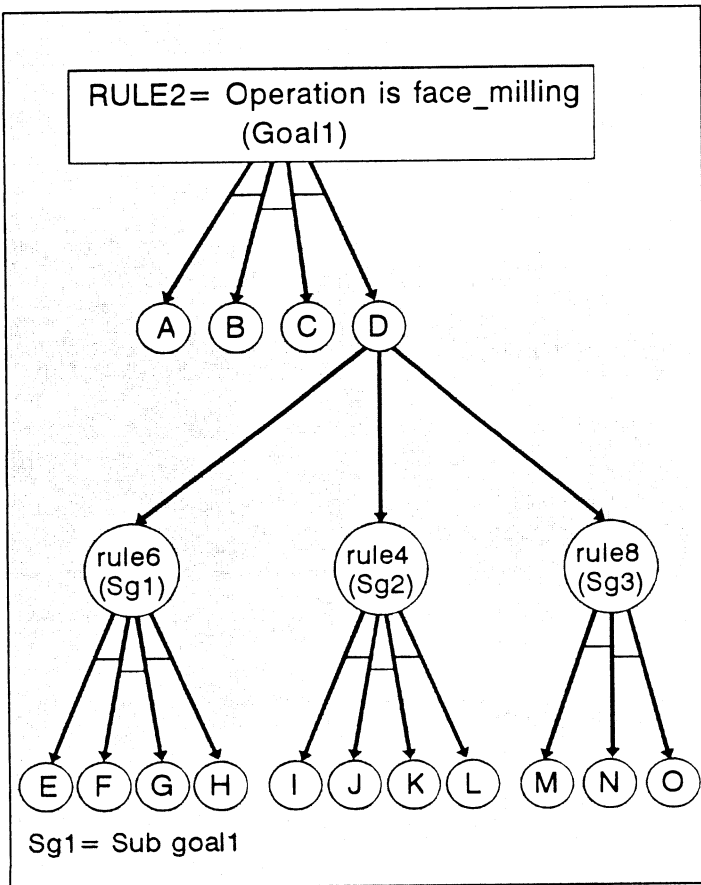 RULE2= Operation is face_milling
(Goal1)
A B C D
rule6
(Sg1)
rule4
(Sg2)
rule8
(Sg3)
E F G H I J K L M N O
Sg1= Sub goal1